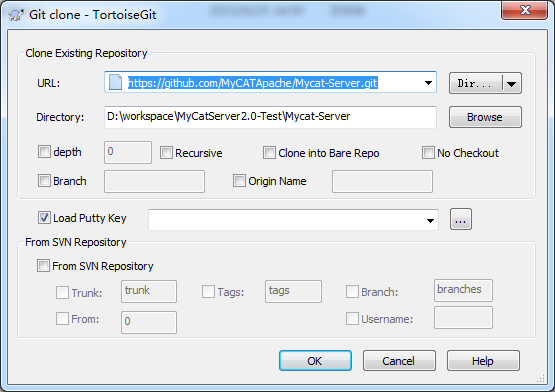 Git clone - TortoiseGit
Clone Existing Repository
URL: https://github.com/MyCATApache/Mycat-Server.git Dir...
Directory: D:\workspace\MyCatServer2.0-Test\Mycat-Server Browse
depth 0 Recursive Clone into Bare Repo No Checkout
Branch Origin Name
Load Putty Key ...
From SVN Repository
From SVN Repository
Trunk: trunk Tags: tags Branch: branches
From: 0 Username:
OK Cancel Help